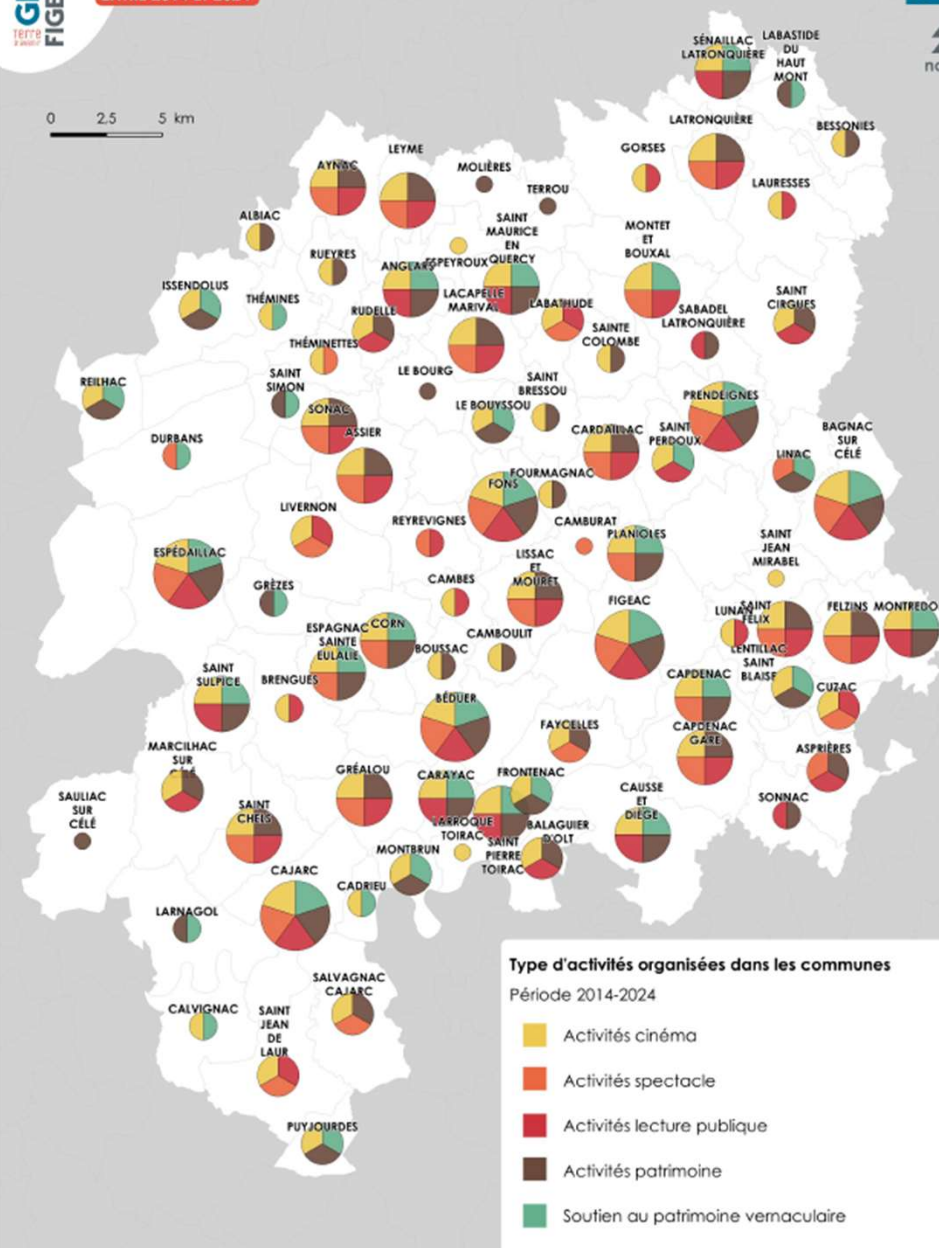 Terre
FIGE
0 2,5 5 km
SÉNAILLAC
LATRONQUIÈRE
LABASTIDE
DU
HAUT
MONT
LATRONQUIÈRE
BESSONIES
GORSES
LAURESSES
LEYME
AYNAC
MOLIÈRES
TERROU
ALBIAC
RUEYRES
SAINT
MAURICE
EN
QUERCY
ESPEYROUX
MONTET
ET
BOUXAL
ANGLARS
ISSENDOLUS
THÉMINES
RUDELLE
LACAPELLE
MARIVAL
LABATHUDE
SABADEL
LATRONQUIÈRE
SAINT
CIRGUES
THÉMINETTES
SAINTE
COLOMBE
REILHAC
SAINT
SIMON
LE BOURG
SAINT
BRESSOU
SONAC
LE BOUYSSOU
PRENDEIGNES
ASSIER
CARDAILLAC
SAINT
PERDOUX
BAGNAC
SUR
CÉLÉ
DURBANS
LINAC
FOURMAGNAC
FONS
LIVERNON
REYREVIGNES
CAMBURAT
PLANIOLES
SAINT
JEAN
MIRABEL
ESPÉDAILLAC
LISSAC
ET
MOURET
GRÈZES
CAMBES
FIGEAC
LUNAN
SAINT
FÉLIX
FELZINS
MONTREDO
ESPAGNAC
SAINTE
EULALIE
CORN
CAMBOULIT
BOUSSAC
LENTILLAC
SAINT
BLAISE
SAINT
SULPICE
BRENGUES
CAPDENAC
CUZAC
BÉDUER
FAYCELLES
CAPDENAC
GARE
MARCILHAC
SUR
CÉLÉ
ASPRIÈRES
GRÉALOU
CARAYAC
FRONTENAC
SAULIAC
SUR
CÉLÉ
SAINT
CHELS
CAUSSE
ET
DIÈGE
SONNAC
LARROQUE
TOIRAC
SAINT
PIERRE
TOIRAC
BALAGUIER
D'OLT
MONTBRUN
CAJARC
CADRIEU
LARNAGOL
SALVAGNAC
CAJARC
CALVIGNAC
SAINT
JEAN
DE
LAUR
PUYJOURDES
Type d'activités organisées dans les communes
Période 2014-2024
Activités cinéma
Activités spectacle
Activités lecture publique
Activités patrimoine
Soutien au patrimoine vernaculaire